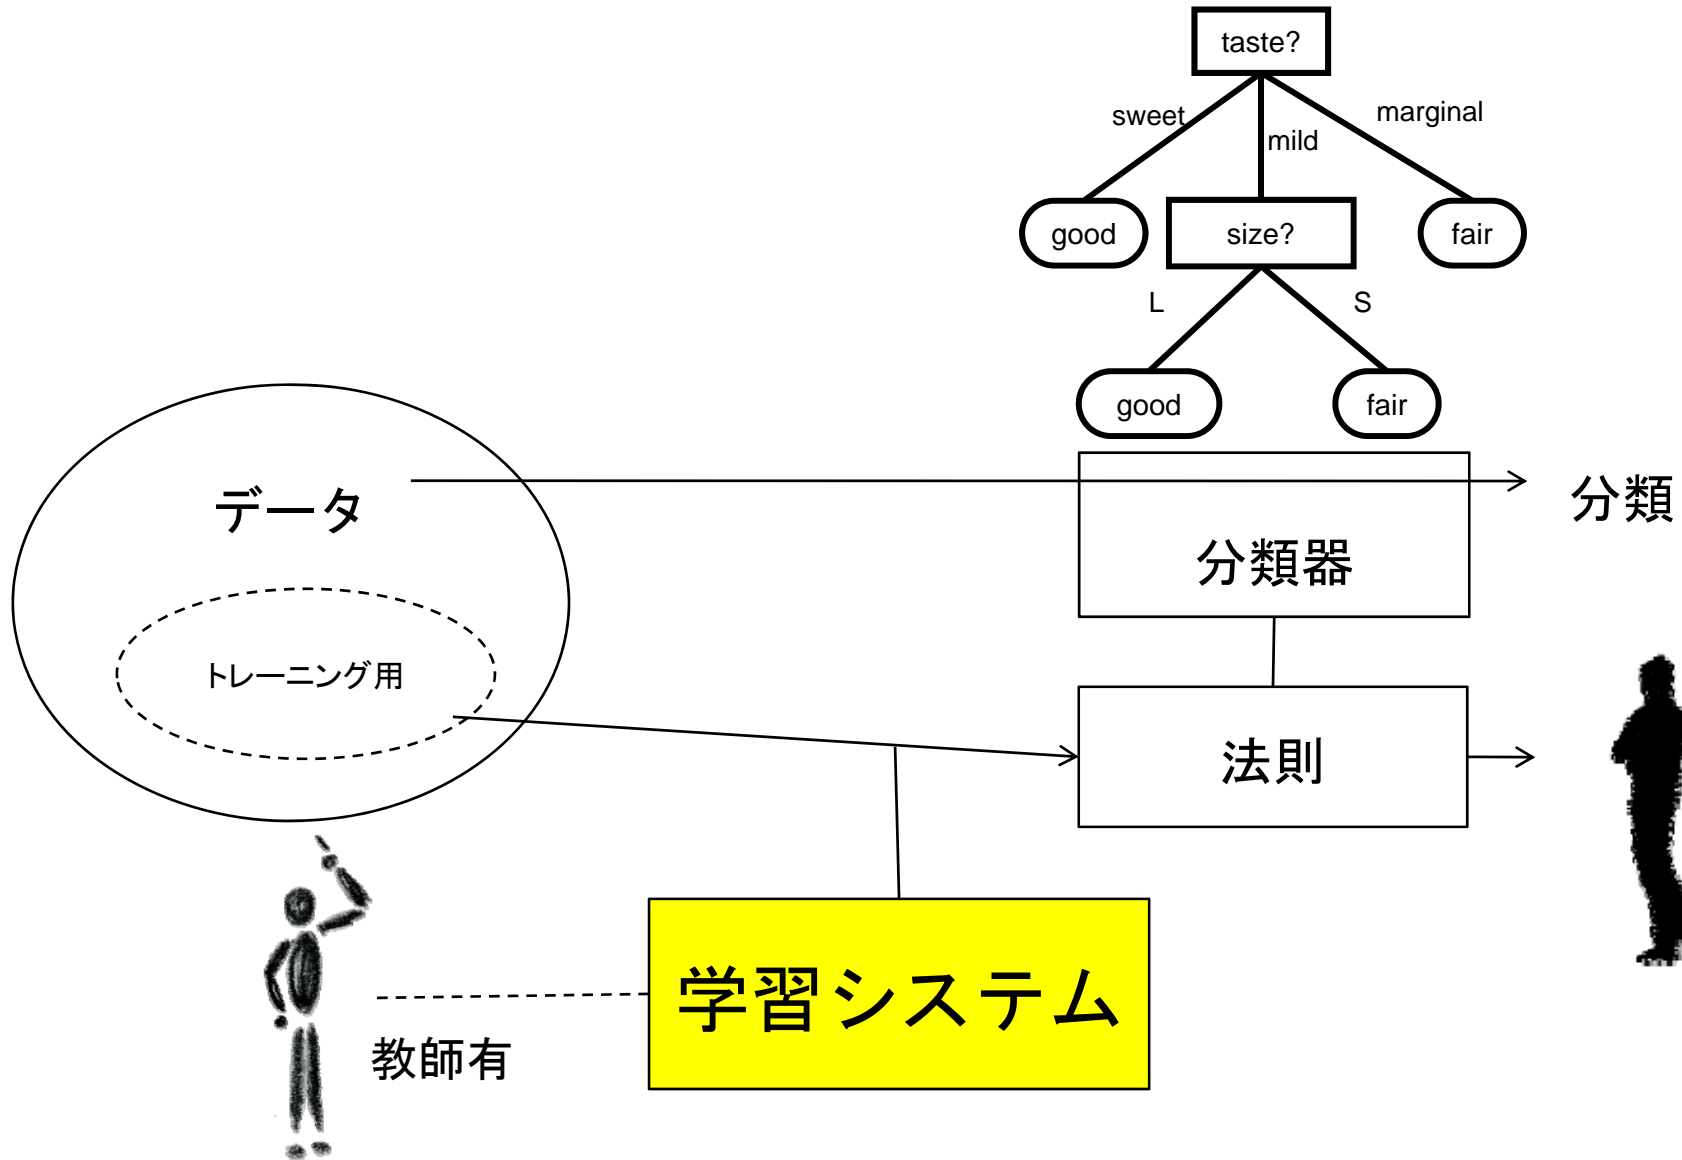 taste?
sweet
mild
marginal
good
size?
fair
L
S
good
fair
データ
分類
分類器
トレーニング用
法則
学習システム
教師有